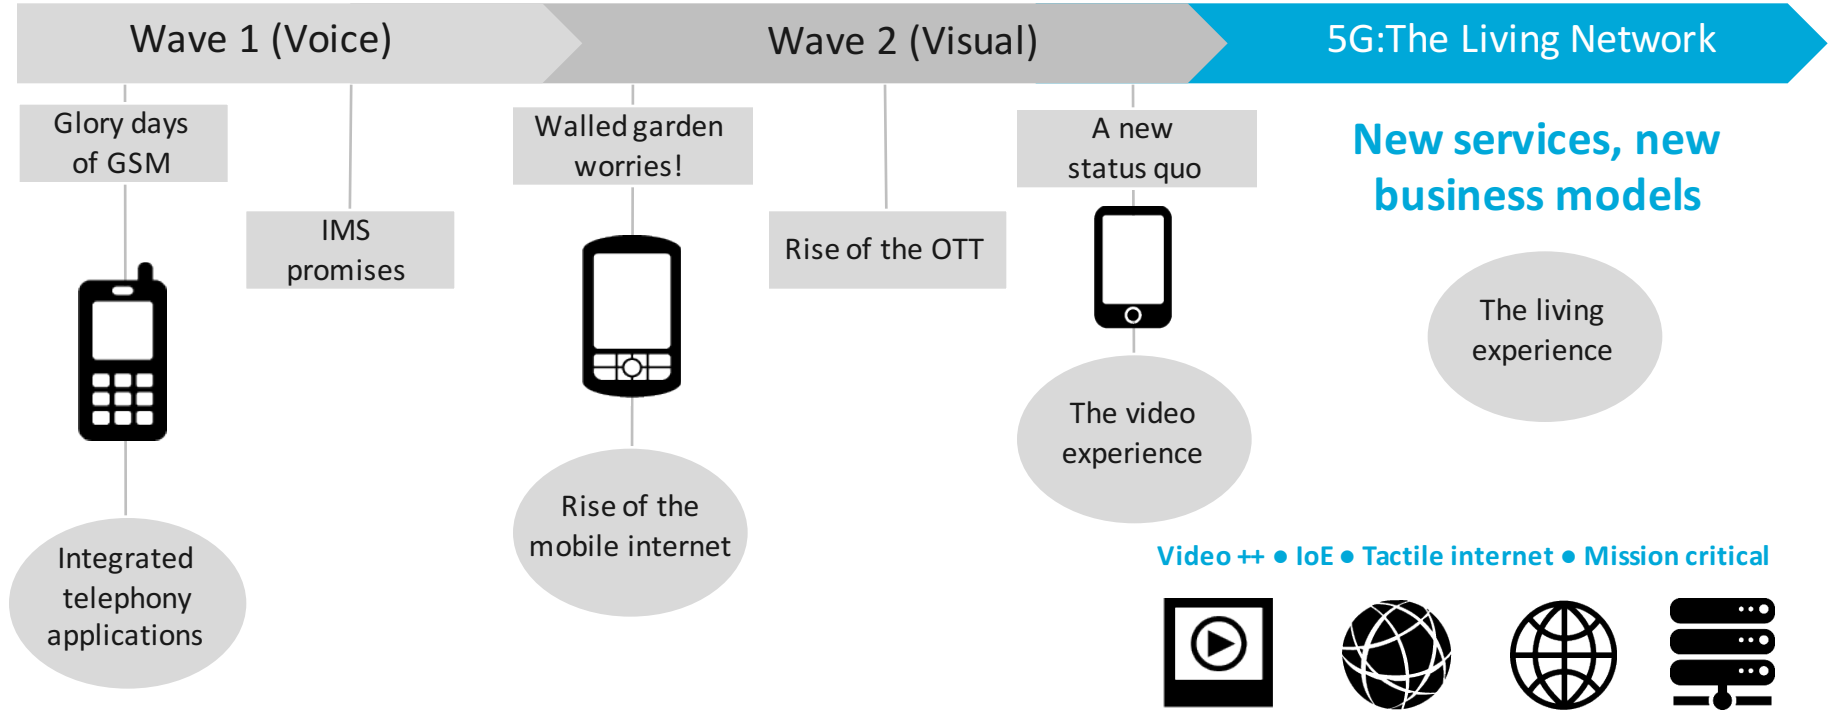 Wave 1 (Voice)
Wave 2 (Visual)
5G:The Living Network
Glory days
of GSM
IMS
promises
Walled garden
worries!
Rise of the OTT
A new
status quo
New services, new
business models
The living
experience
The video
experience
Rise of the
mobile internet
Integrated
telephony
applications
Video ++ ● IoE ● Tactile internet ● Mission critical